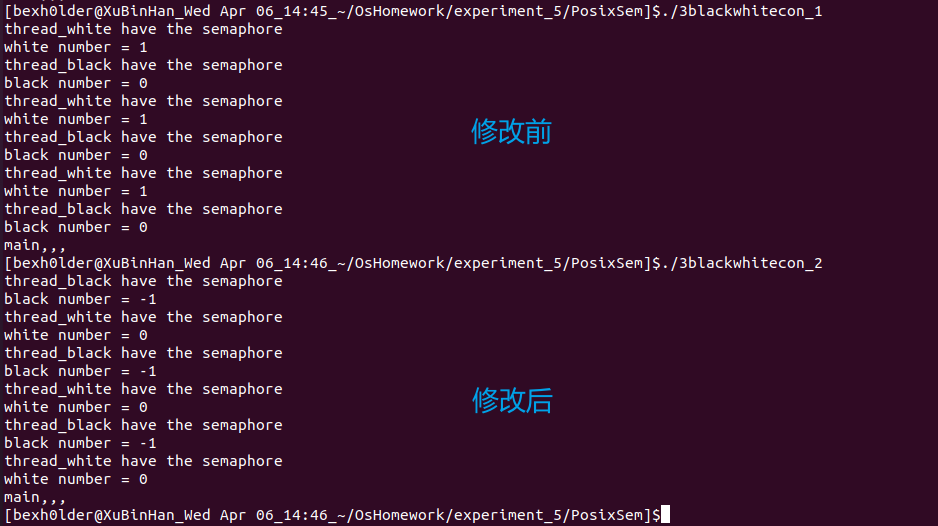 [bexh0lder@XuBinHan_Wed Apr 06_14:45_~/OsHomework/experiment_5/PosixSem]$./3blackwhitecon_1
thread_white have the semaphore
white number = 1
thread_black have the semaphore
black number = 0
thread_white have the semaphore
white number = 1
thread_black have the semaphore
black number = 0
thread_white have the semaphore
white number = 1
thread_black have the semaphore
black number = 0
main,,,
修改前
[bexh0lder@XuBinHan_Wed Apr 06_14:46_~/OsHomework/experiment_5/PosixSem]$./3blackwhitecon_2
thread_black have the semaphore
black number = -1
thread_white have the semaphore
white number = 0
thread_black have the semaphore
black number = -1
thread_white have the semaphore
white number = 0
thread_black have the semaphore
black number = -1
thread_white have the semaphore
white number = 0
main,,,
修改后
[bexh0lder@XuBinHan_Wed Apr 06_14:46_~/OsHomework/experiment_5/PosixSem]$